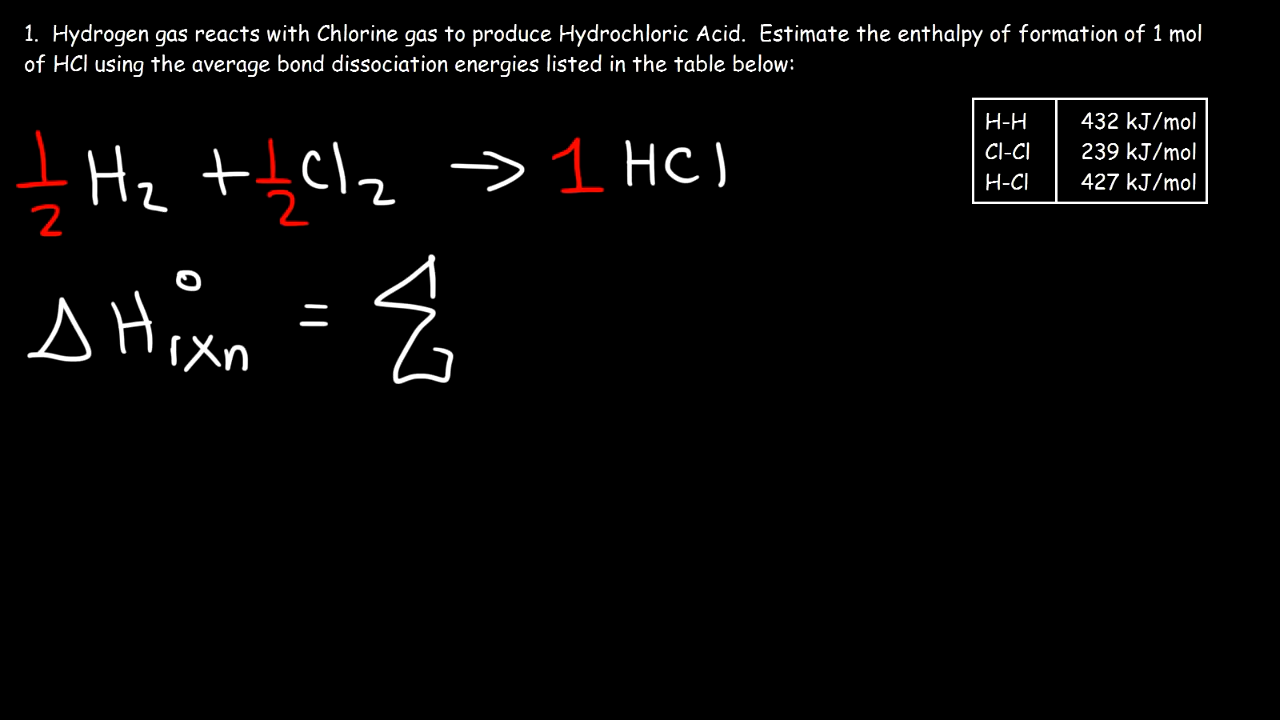 1. Hydrogen gas reacts with Chlorine gas to produce Hydrochloric Acid. Estimate the enthalpy of formation of 1 mol
of HCl using the average bond dissociation energies listed in the table below:
H-H 432 kJ/mol
Cl-Cl 239 kJ/mol
H-Cl 427 kJ/mol
1/2 H₂ + 1/2 Cl₂ → 1 HCl
ΔH°rxn = Σ